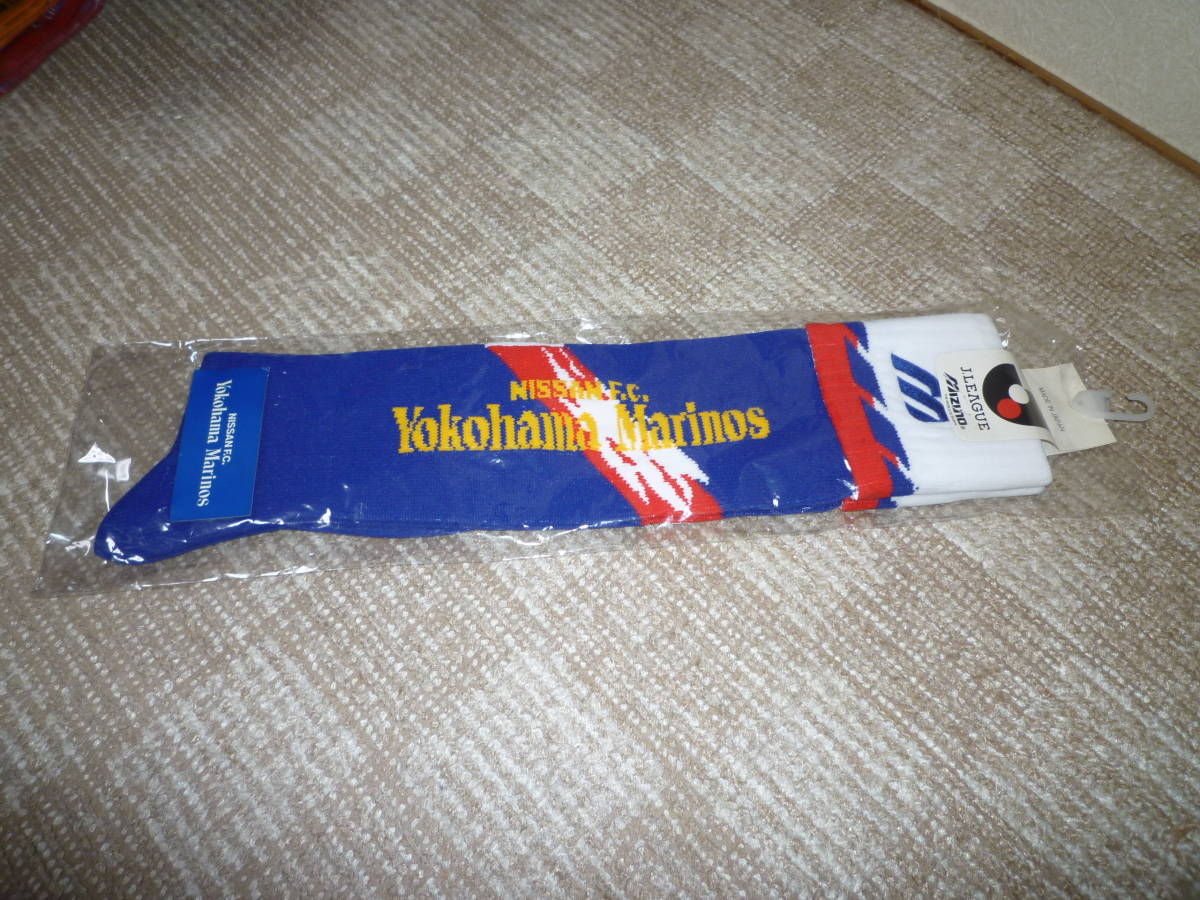 NISSAN F.C.
Yokohama Marinos
NISSAN F.C.
Yokohama Marinos
J.LEAGUE
Mizuno